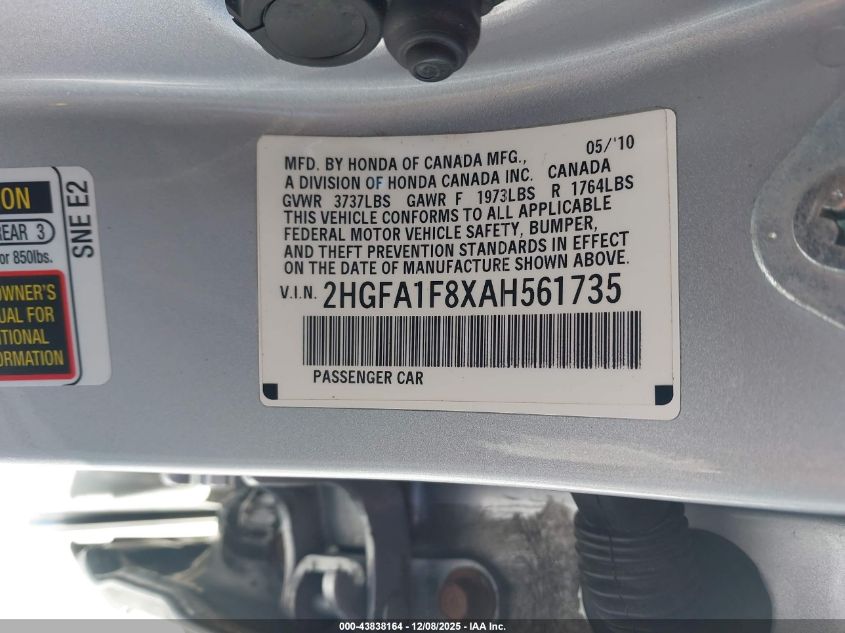 ON
REAR 3
or 850lbs.
OWNER'S
UAL FOR
ITIONAL
ORMATION
SNE E2
05/'10
MFD. BY HONDA OF CANADA MFG.,
A DIVISION OF HONDA CANADA INC. CANADA
GVWR 3737LBS GAWR F 1973LBS R 1764LBS
THIS VEHICLE CONFORMS TO ALL APPLICABLE
FEDERAL MOTOR VEHICLE SAFETY, BUMPER,
AND THEFT PREVENTION STANDARDS IN EFFECT
ON THE DATE OF MANUFACTURE SHOWN ABOVE.
V.I.N. 2HGFA1F8XAH561735
PASSENGER CAR
000-43838164 - 12/08/2025 - IAA Inc.